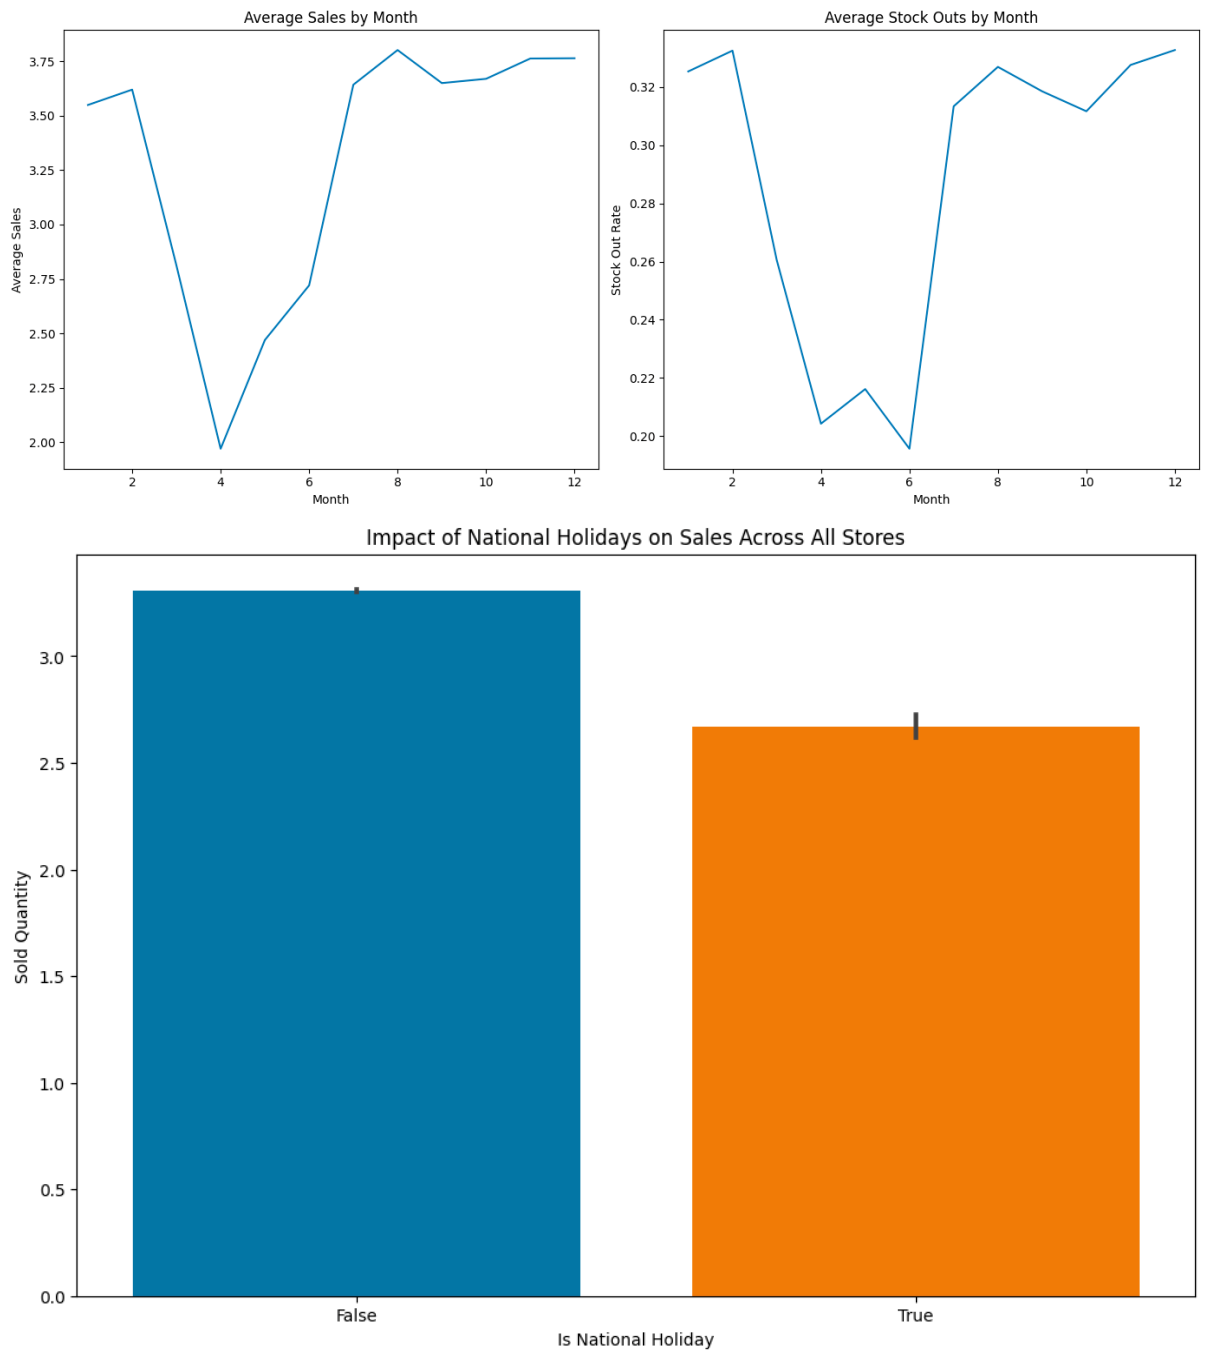 Average Sales by Month
3.75
3.50
3.25
3.00
2.75
2.50
2.25
2.00
Average Sales
2 4 6 8 10 12
Month
Average Stock Outs by Month
0.32
0.30
0.28
0.26
0.24
0.22
0.20
Stock Out Rate
2 4 6 8 10 12
Month
Impact of National Holidays on Sales Across All Stores
3.0
2.5
2.0
1.5
1.0
0.5
0.0
Sold Quantity
False True
Is National Holiday